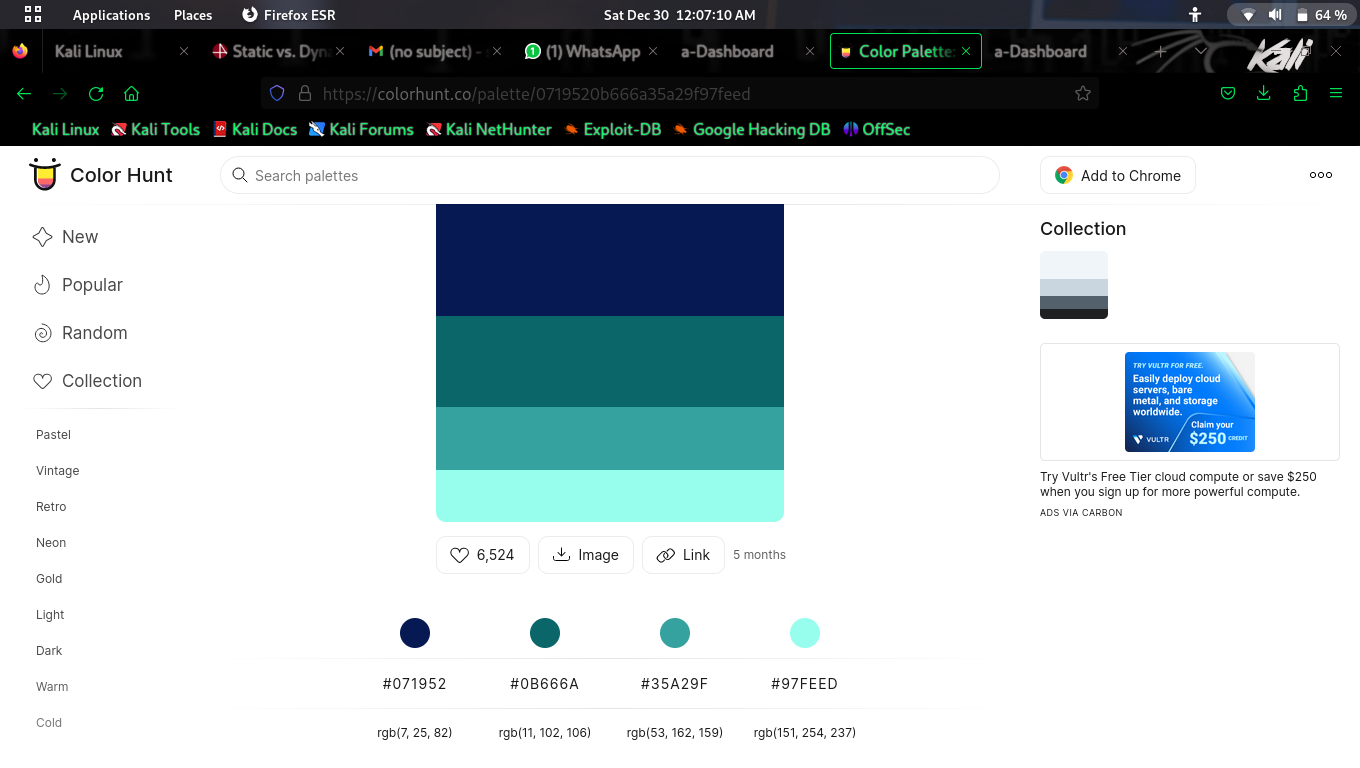 Applications Places Firefox ESR Sat Dec 30 12:07:10 AM 64 %
Kali Linux Static vs. Dyna (no subject) - (1) WhatsApp a-Dashboard Color Palette: a-Dashboard Kali
https://colorhunt.co/palette/0719520b666a35a29f97feed
Kali Linux Kali Tools Kali Docs Kali Forums Kali NetHunter Exploit-DB Google Hacking DB OffSec
Color Hunt Search palettes Add to Chrome
New
Popular
Random
Collection
Pastel
Vintage
Retro
Neon
Gold
Light
Dark
Warm
Cold
6,524 Image Link 5 months
#071952 #0B666A #35A29F #97FEED
rgb(7, 25, 82) rgb(11, 102, 106) rgb(53, 162, 159) rgb(151, 254, 237)
Collection
TRY VULTR FOR FREE.
Easily deploy cloud
servers, bare
metal, and storage
worldwide.
Claim your
VULTR $250 CREDIT
Try Vultr's Free Tier cloud compute or save $250
when you sign up for more powerful compute.
ADS VIA CARBON